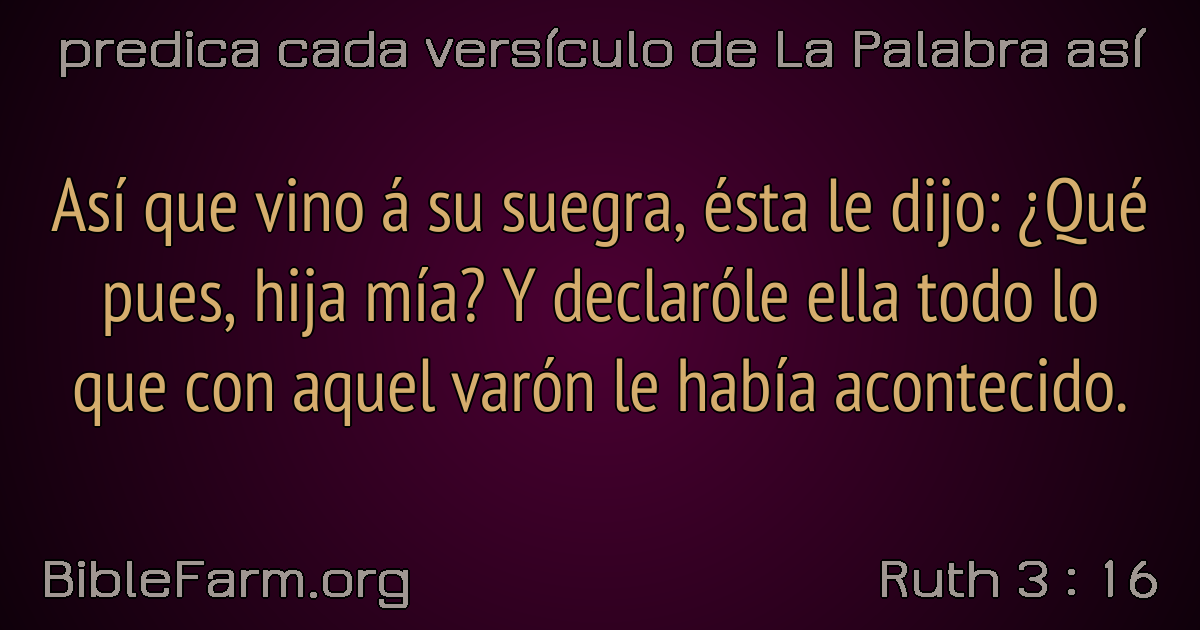 predica cada versículo de La Palabra así
Así que vino á su suegra, ésta le dijo: ¿Qué
pues, hija mía? Y declaróle ella todo lo
que con aquel varón le había acontecido.
BibleFarm.org
Ruth 3 : 16